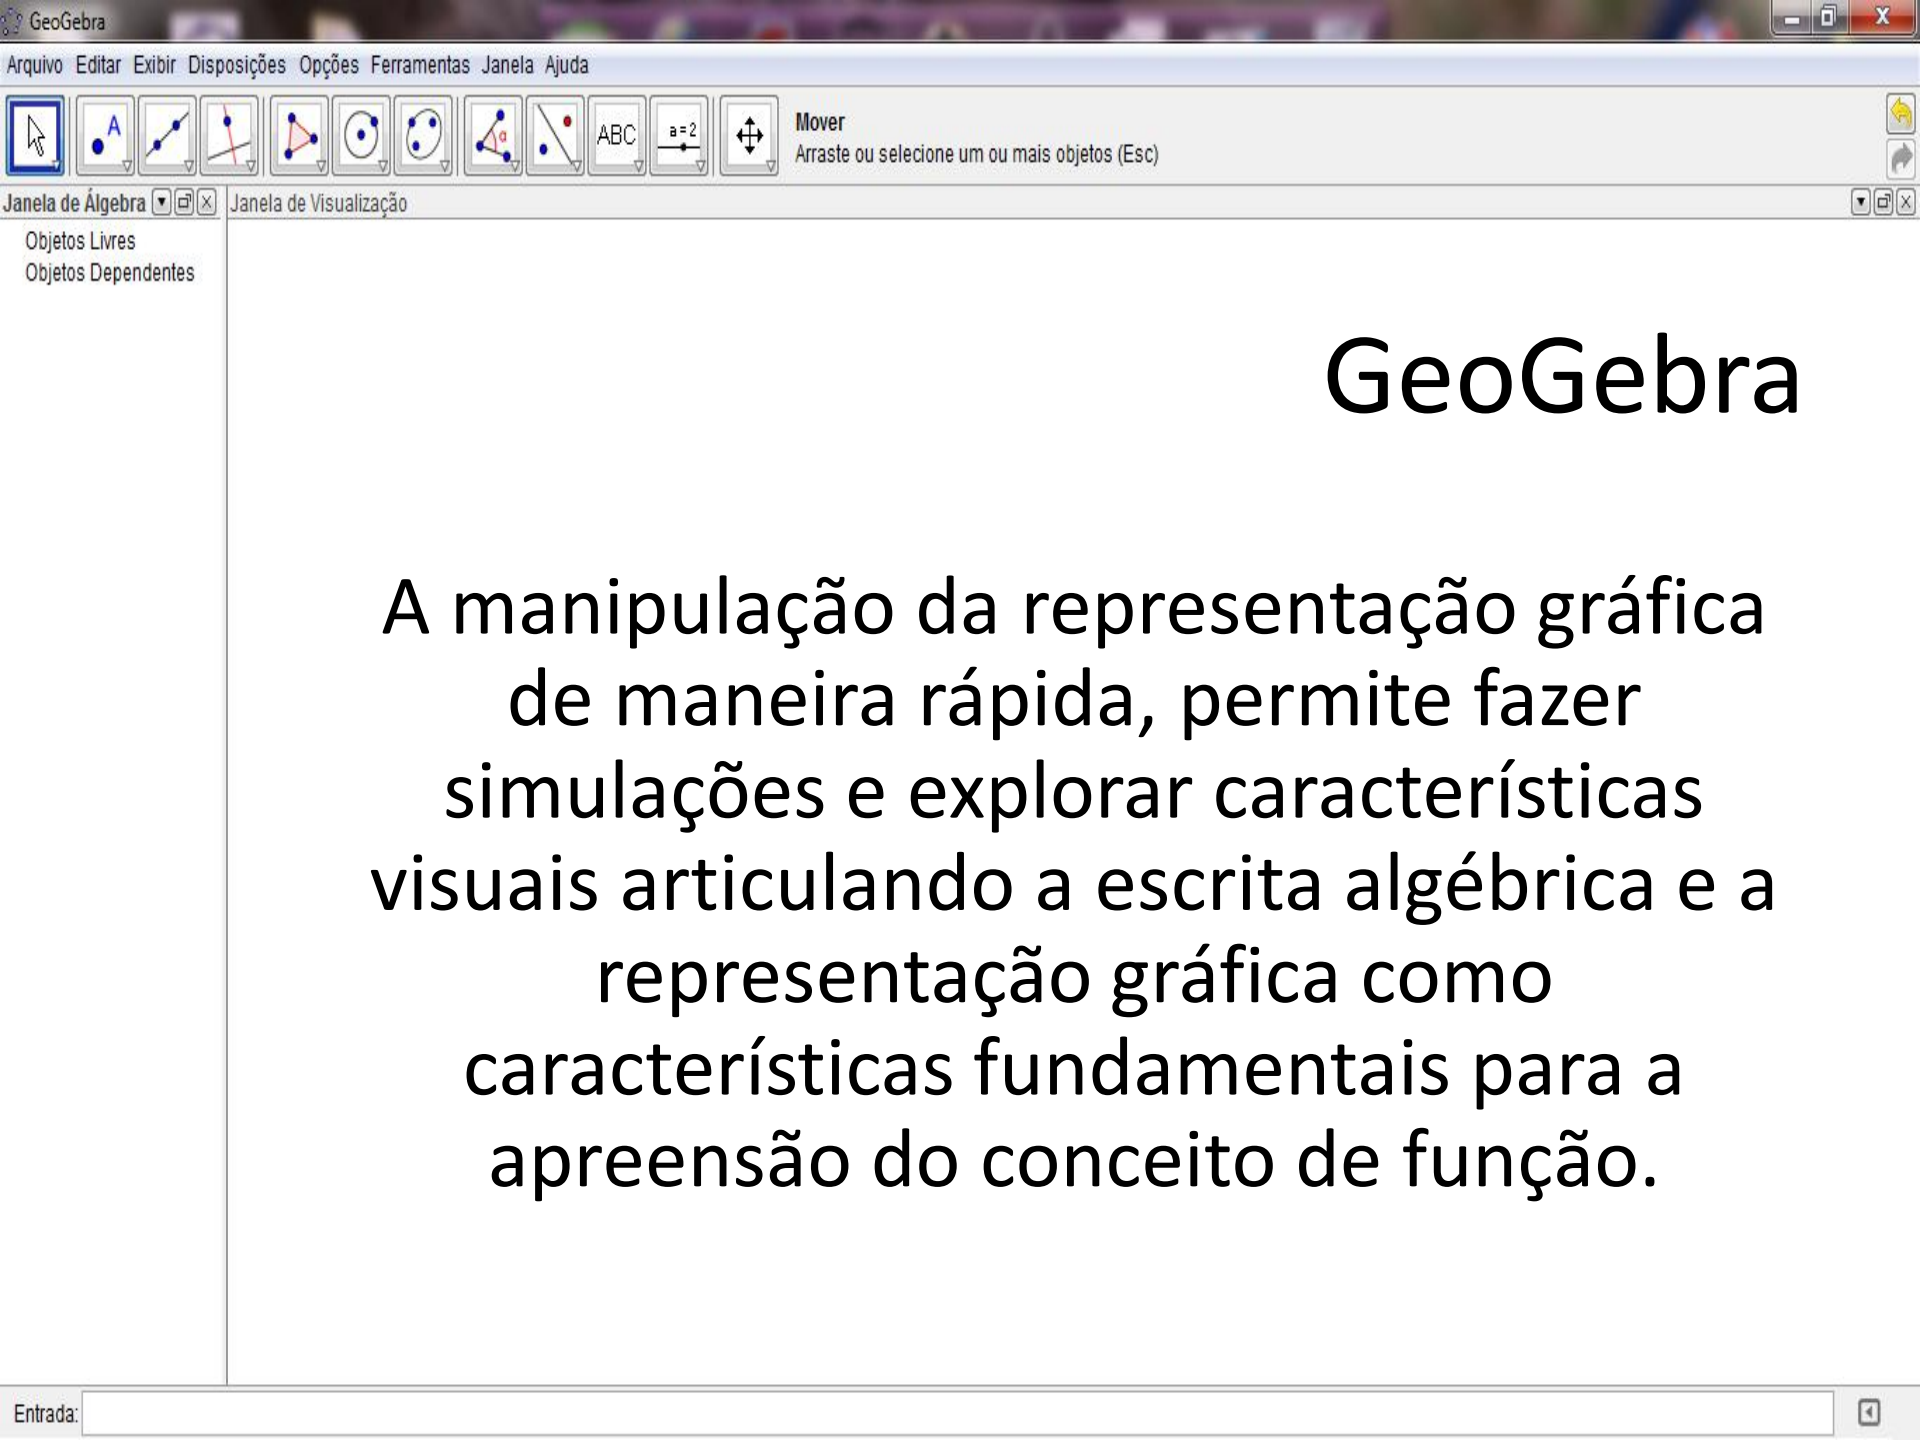 GeoGebra
Arquivo Editar Exibir Disposições Opções Ferramentas Janela Ajuda
A ABC a=2 Mover
α Arraste ou selecione um ou mais objetos (Esc)
Janela de Álgebra Janela de Visualização
Objetos Livres
Objetos Dependentes
GeoGebra
A manipulação da representação gráfica
de maneira rápida, permite fazer
simulações e explorar características
visuais articulando a escrita algébrica e a
representação gráfica como
características fundamentais para a
apreensão do conceito de função.
Entrada: